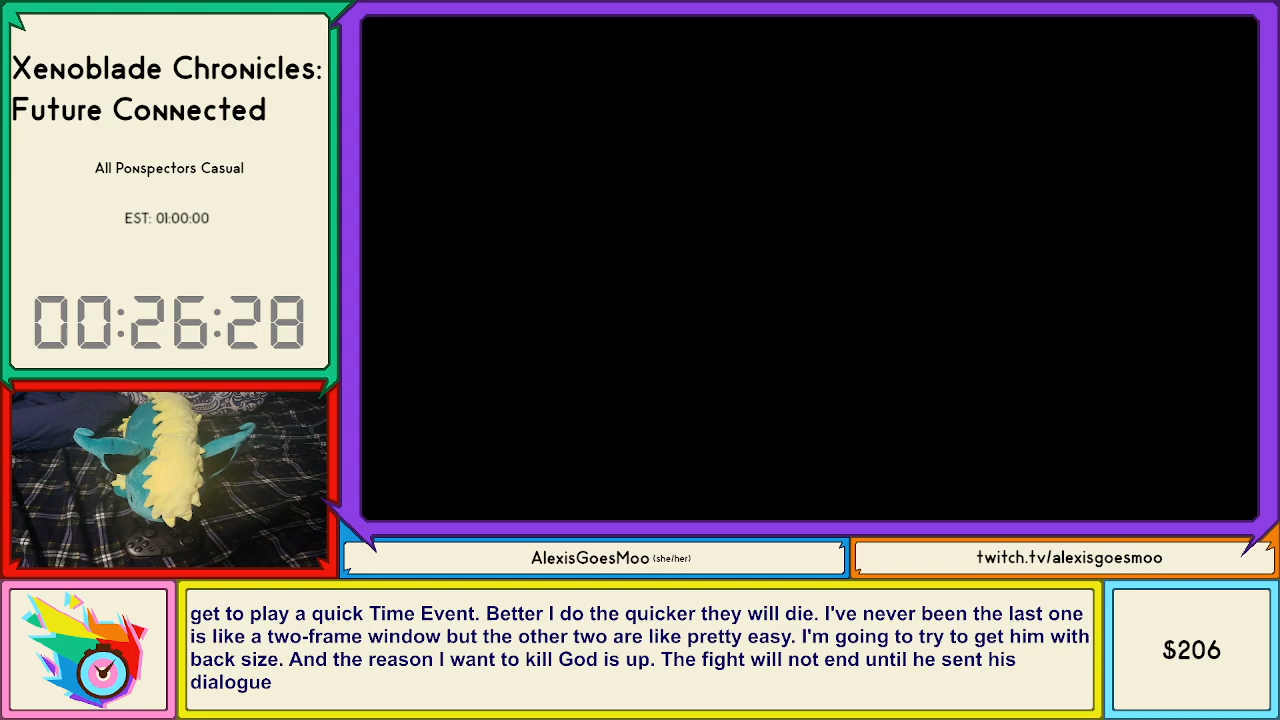 Xenoblade Chronicles:
Future Connected
All Ponspectors Casual
EST: 01:00:00
00:26:28
AlexisGoesMoo (she/her)
twitch.tv/alexisgoesmoo
get to play a quick Time Event. Better I do the quicker they will die. I've never been the last one
is like a two-frame window but the other two are like pretty easy. I'm going to try to get him with
back size. And the reason I want to kill God is up. The fight will not end until he sent his
dialogue
$206